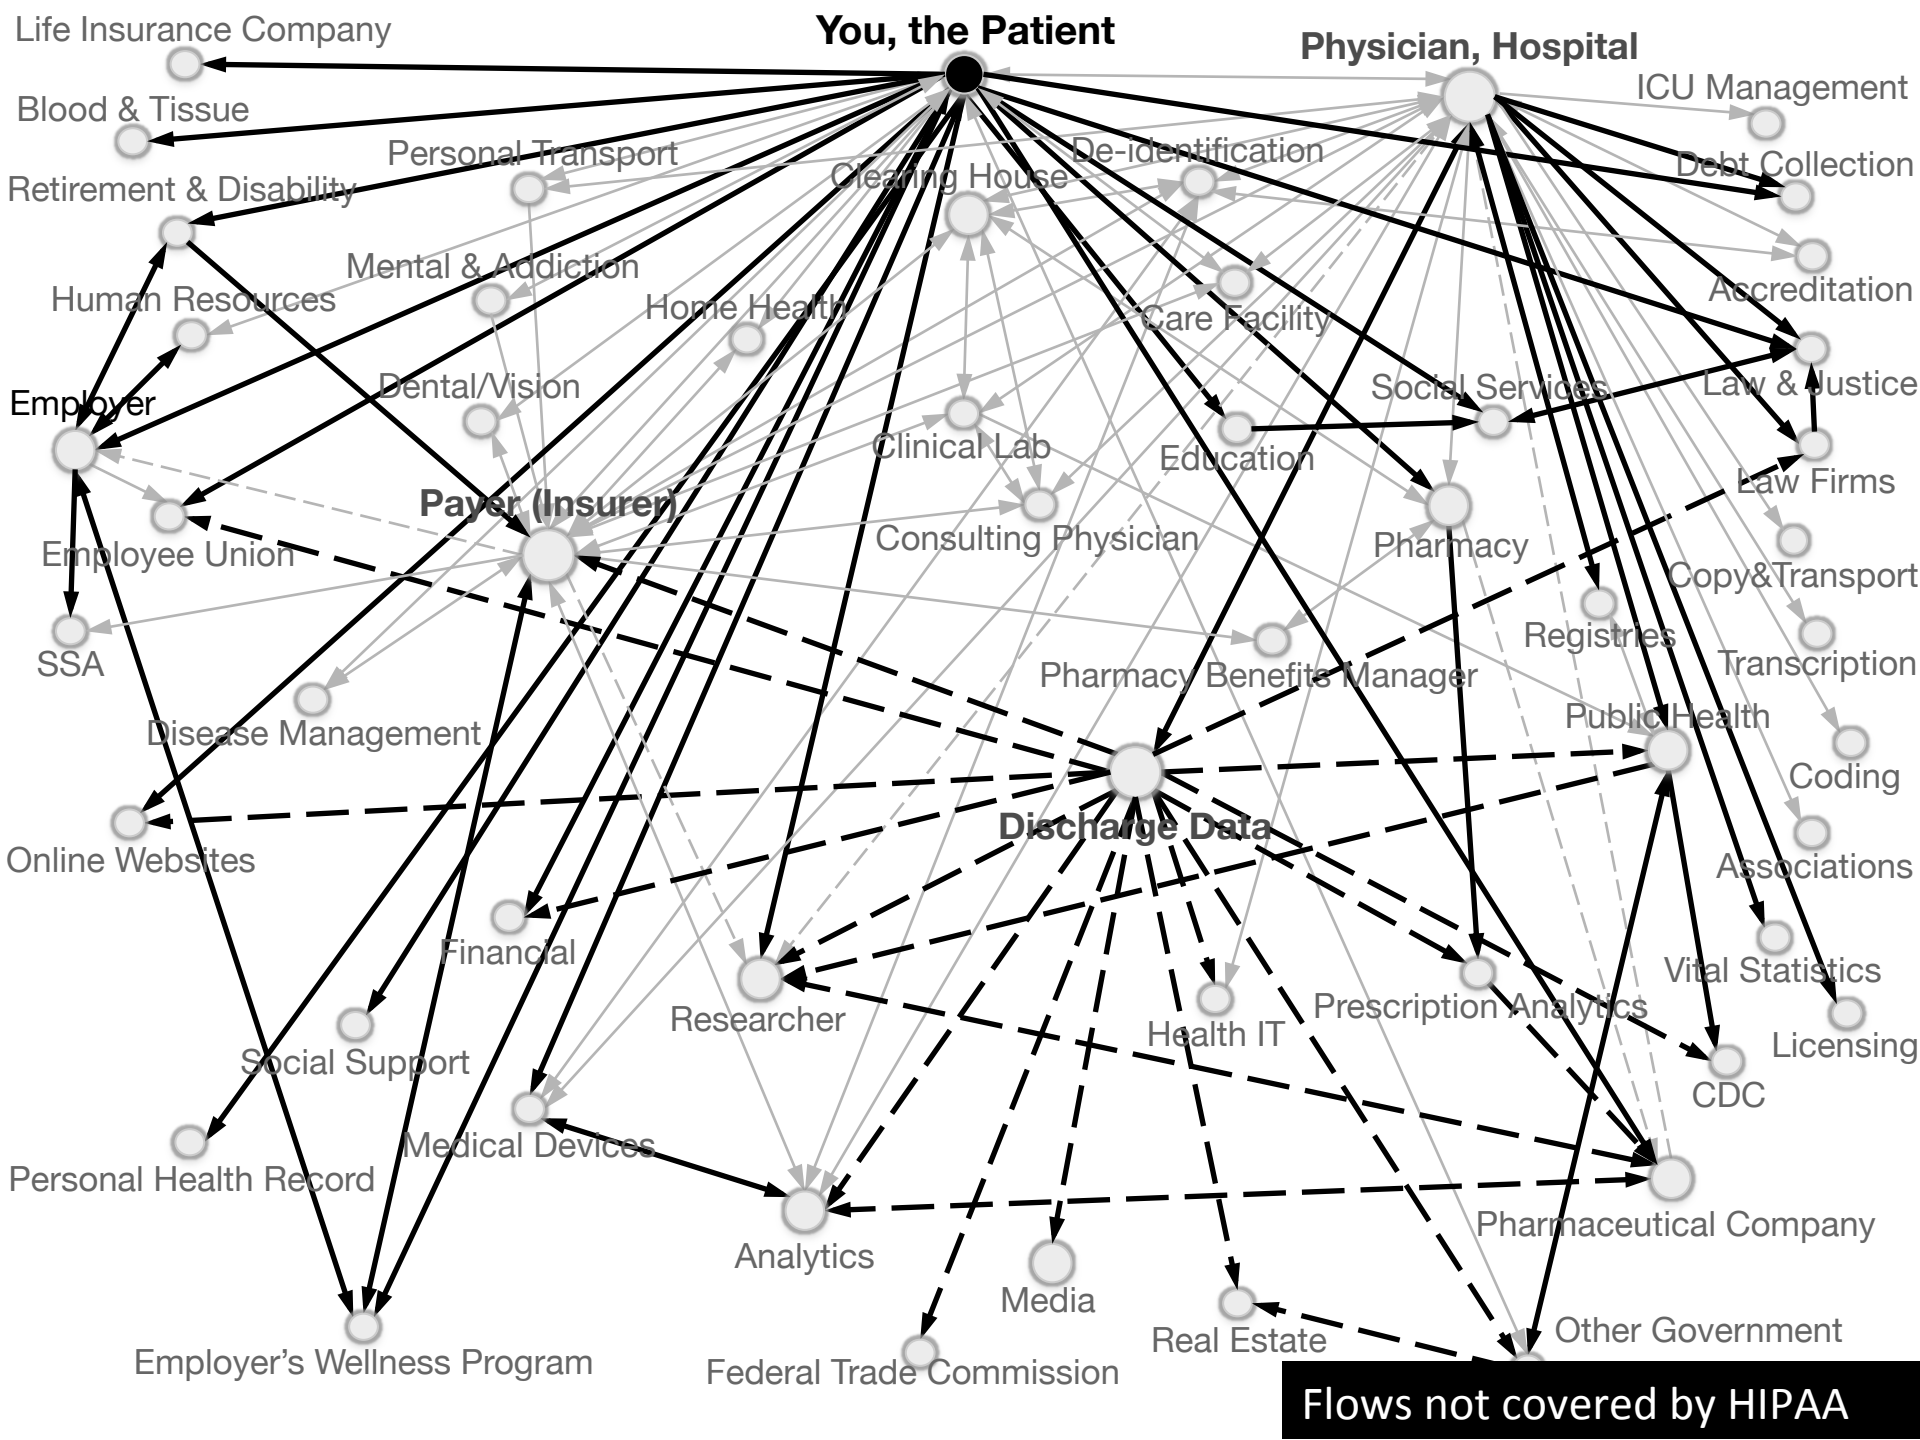 Life Insurance Company
You, the Patient
Physician, Hospital
ICU Management
Blood & Tissue
Personal Transport
De-identification
Debt Collection
Clearing House
Retirement & Disability
Mental & Addiction
Human Resources
Home Health
Care Facility
Accreditation
Dental/Vision
Social Services
Law & Justice
Employer
Clinical Lab
Education
Law Firms
Payer (Insurer)
Consulting Physician
Pharmacy
Employee Union
Copy&Transport
Registries
SSA
Transcription
Pharmacy Benefits Manager
Disease Management
Public Health
Coding
Discharge Data
Online Websites
Associations
Financial
Vital Statistics
Researcher
Prescription Analytics
Health IT
Licensing
Social Support
CDC
Medical Devices
Personal Health Record
Pharmaceutical Company
Analytics
Media
Real Estate
Other Government
Employer’s Wellness Program
Federal Trade Commission
Flows not covered by HIPAA